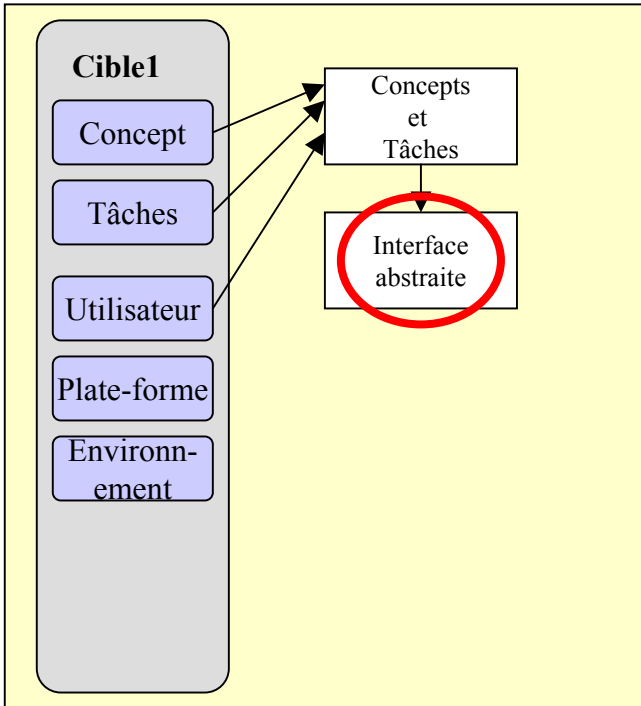 Cible1
Concept
Tâches
Utilisateur
Plate-forme
Environn-
ement
Concepts
et
Tâches
Interface
abstraite